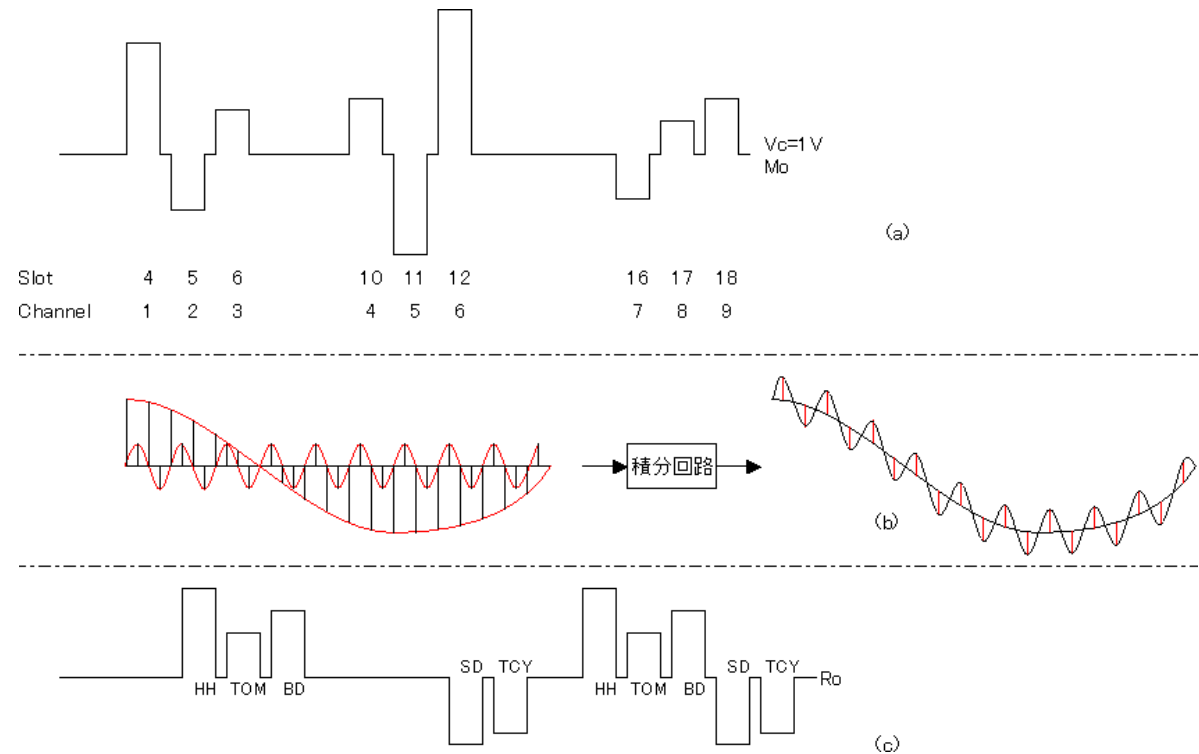 Vc=1V
Mo
(a)
Slot 4 5 6 10 11 12 16 17 18
Channel 1 2 3 4 5 6 7 8 9
積分回路
(b)
SD TCY SD TCY
HH TOM BD HH TOM BD Ro
(c)